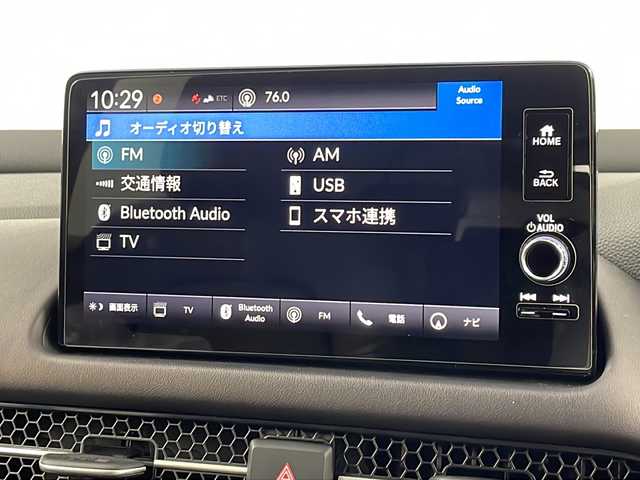 10:29 2 ETC 76.0
Audio
Source
オーディオ切り替え
FM
AM
交通情報
USB
Bluetooth Audio
スマホ連携
TV
画面表示
TV
Bluetooth
Audio
FM
電話
ナビ
HOME
BACK
VOL
AUDIO